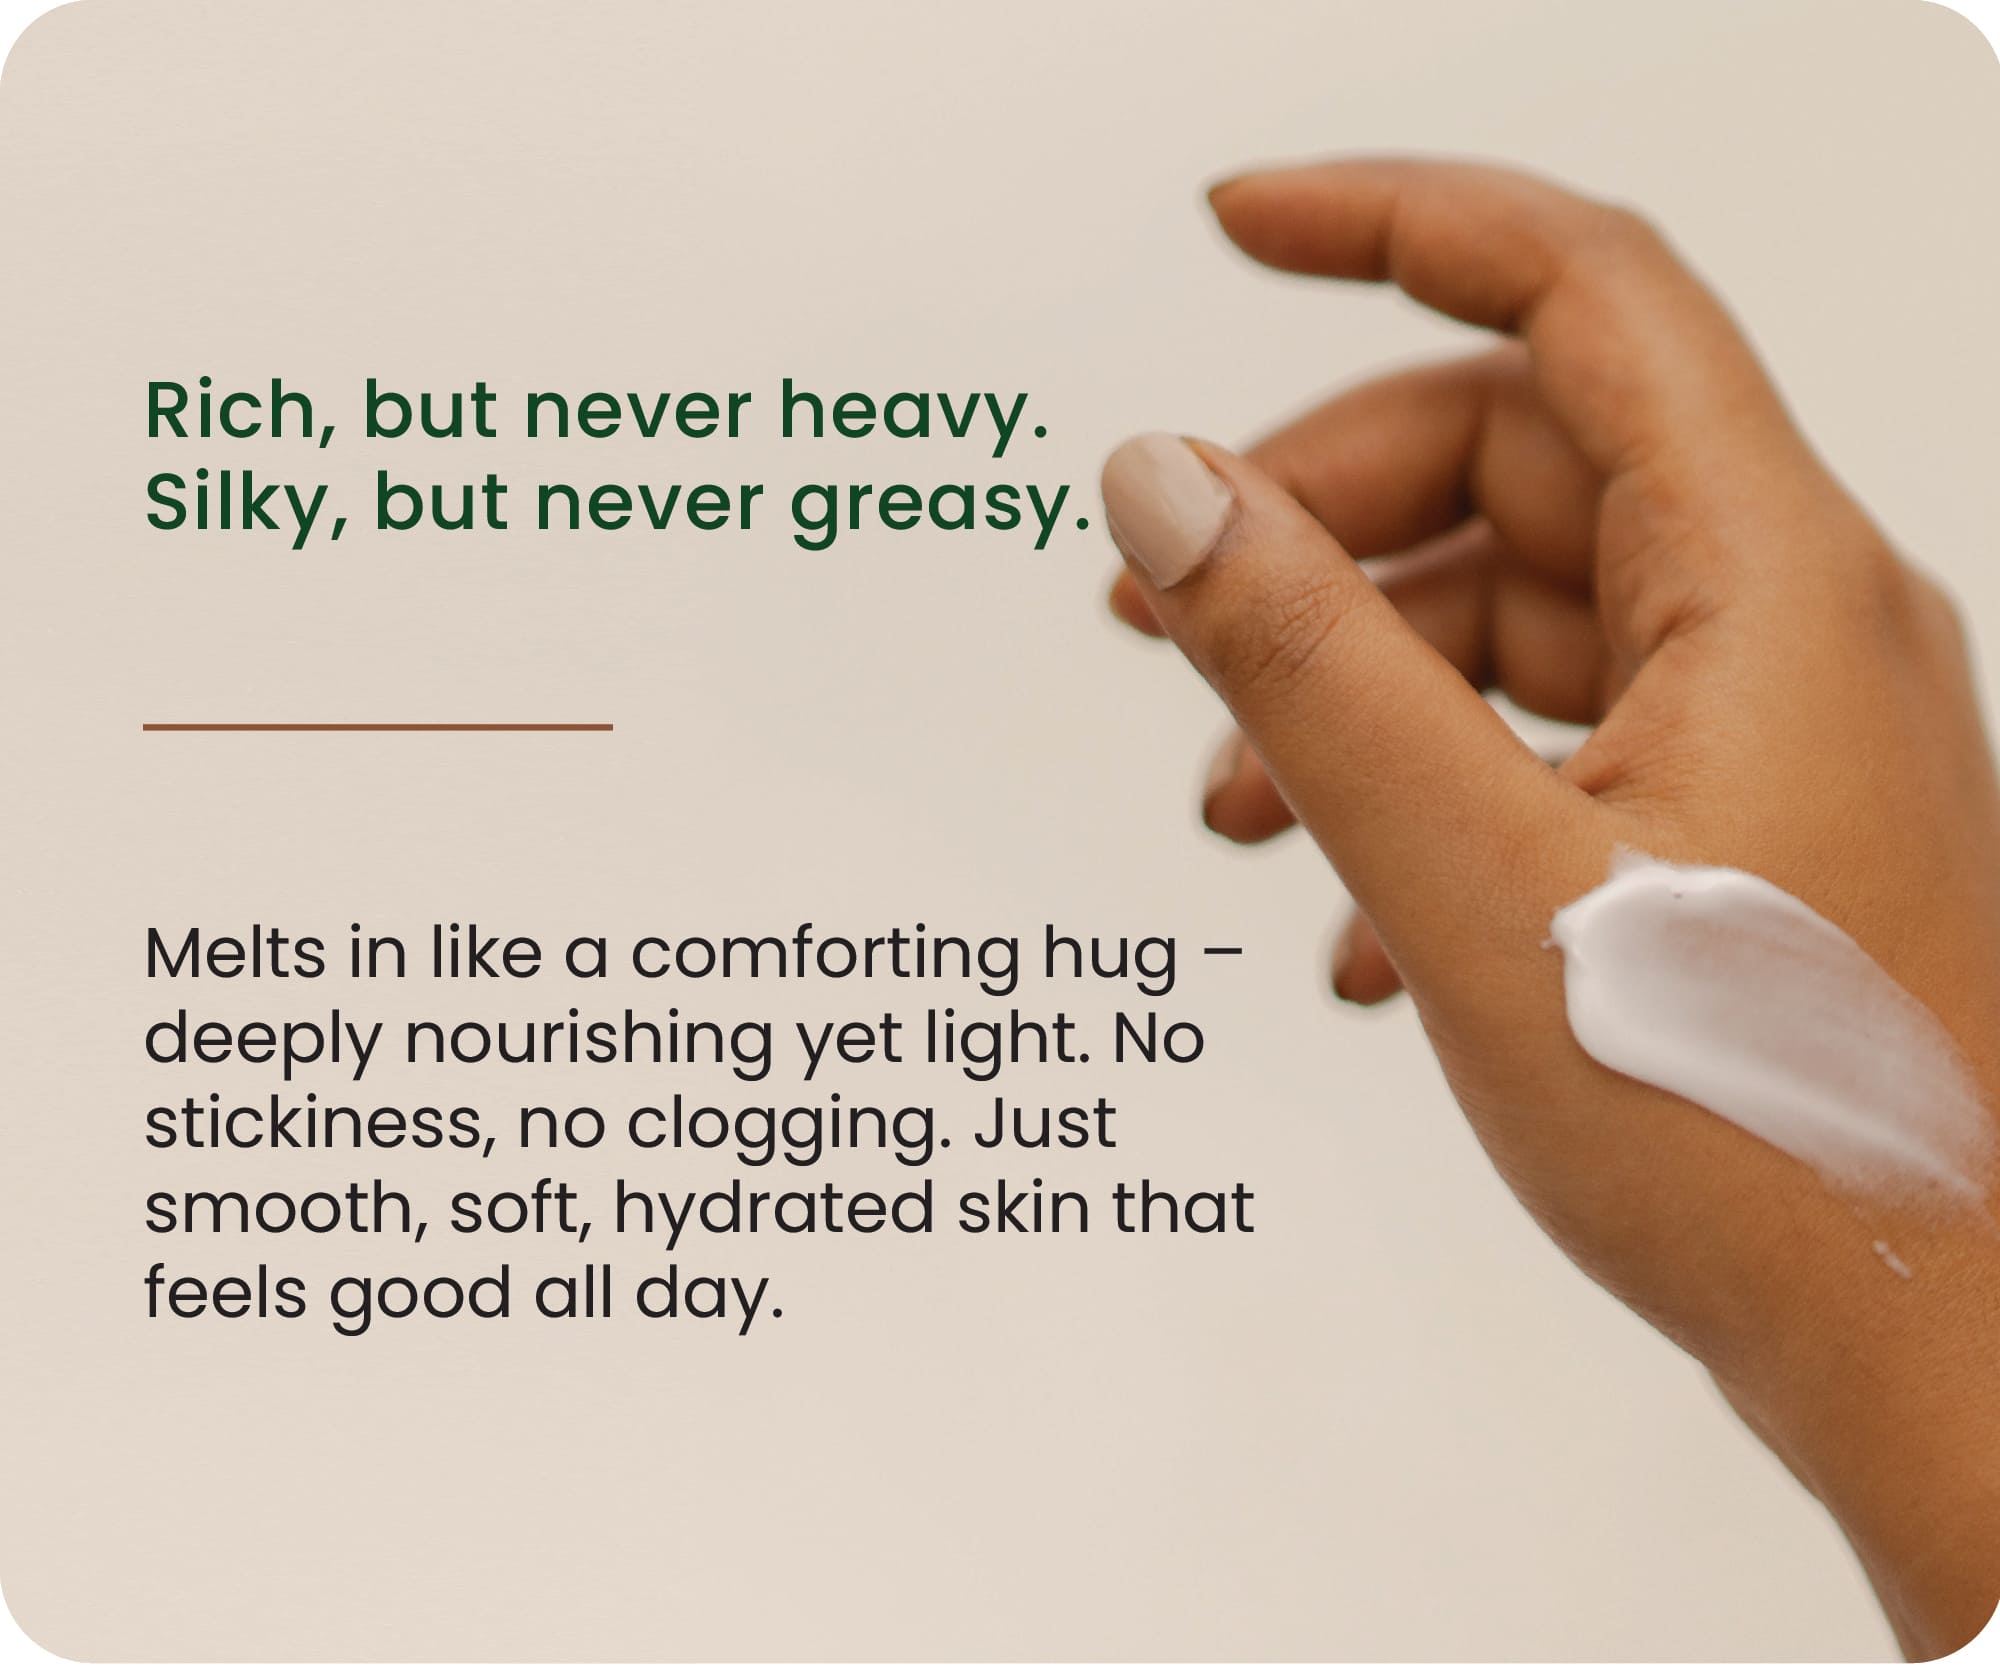 Rich, but never heavy.
Silky, but never greasy.
Melts in like a comforting hug –
deeply nourishing yet light. No
stickiness, no clogging. Just
smooth, soft, hydrated skin that
feels good all day.